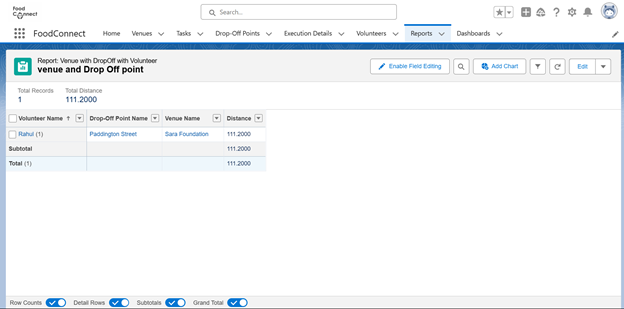 Food
Connect
Search...
FoodConnect
Home
Venues
Tasks
Drop-Off Points
Execution Details
Volunteers
Reports
Dashboards
Report: Venue with DropOff with Volunteer
venue and Drop Off point
Enable Field Editing
Add Chart
Edit
Total Records
Total Distance
1
111.2000
Volunteer Name ↑
Drop-Off Point Name
Venue Name
Distance
Rahul (1)
Paddington Street
Sara Foundation
111.2000
Subtotal
111.2000
Total (1)
111.2000
Row Counts
Detail Rows
Subtotals
Grand Total